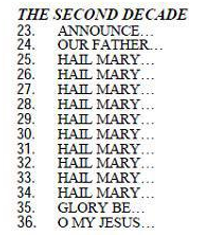 THE SECOND DECADE
23. ANNOUNCE...
24. OUR FATHER...
25. HAIL MARY...
26. HAIL MARY...
27. HAIL MARY...
28. HAIL MARY...
29. HAIL MARY...
30. HAIL MARY...
31. HAIL MARY...
32. HAIL MARY...
33. HAIL MARY...
34. HAIL MARY...
35. GLORY BE...
36. O MY JESUS...